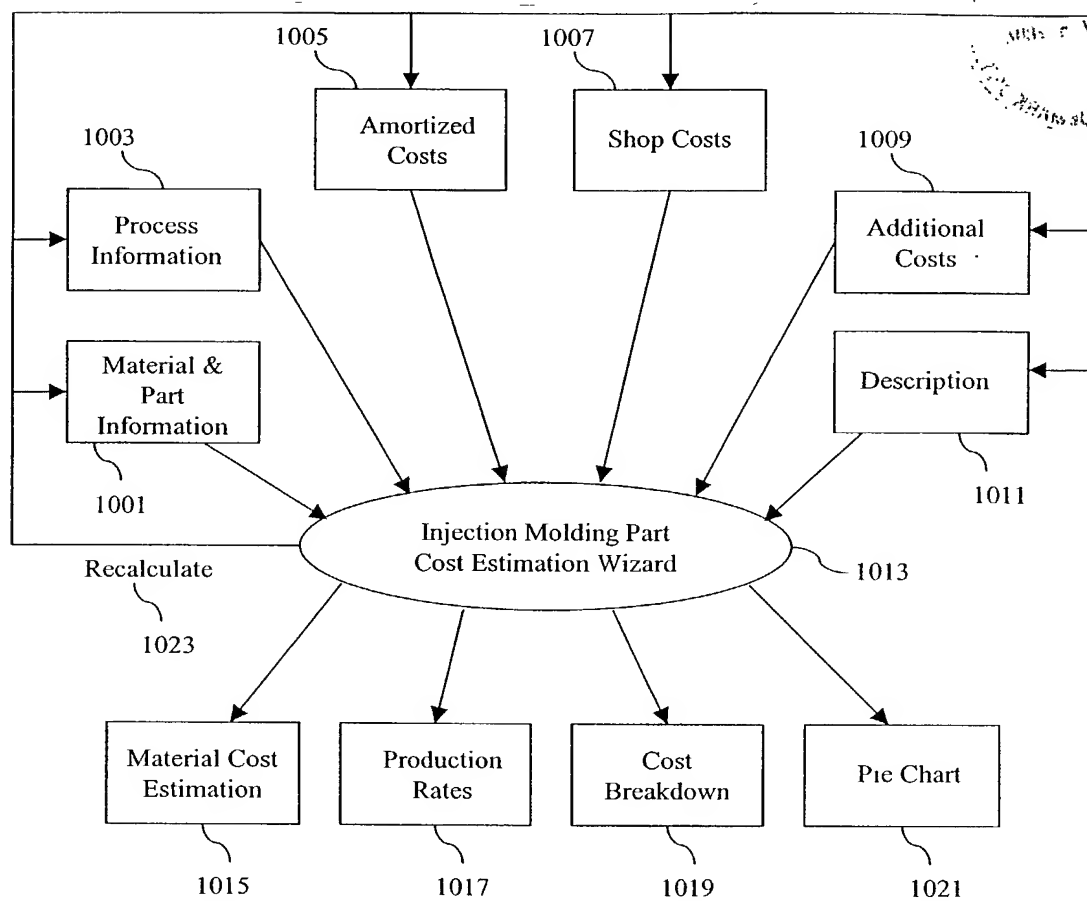 1005
1007
Amortized
Costs
Shop Costs
1003
1009
Process
Information
Additional
Costs
Material &
Part
Information
Description
1001
1011
Injection Molding Part
Cost Estimation Wizard
1013
Recalculate
1023
Material Cost
Estimation
Production
Rates
Cost
Breakdown
Pie Chart
1015
1017
1019
1021